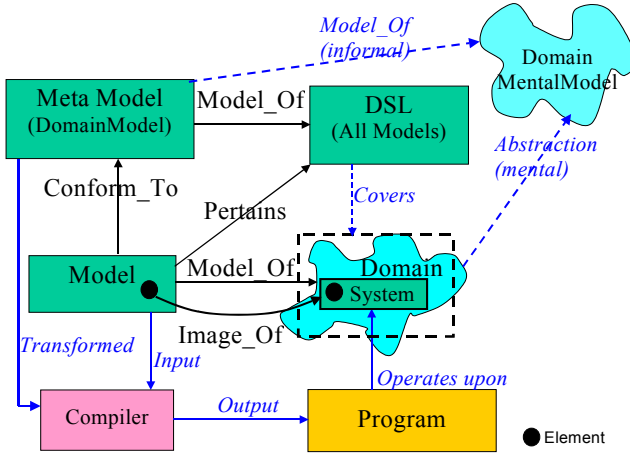 Model_Of
(informal)
Domain
MentalModel
Meta Model
(DomainModel)
Model_Of
DSL
(All Models)
Abstraction
(mental)
Conform_To
Pertains
Covers
Model
Model_Of
Domain
System
Image_Of
Transformed
Input
Operates upon
Compiler
Output
Program
Element